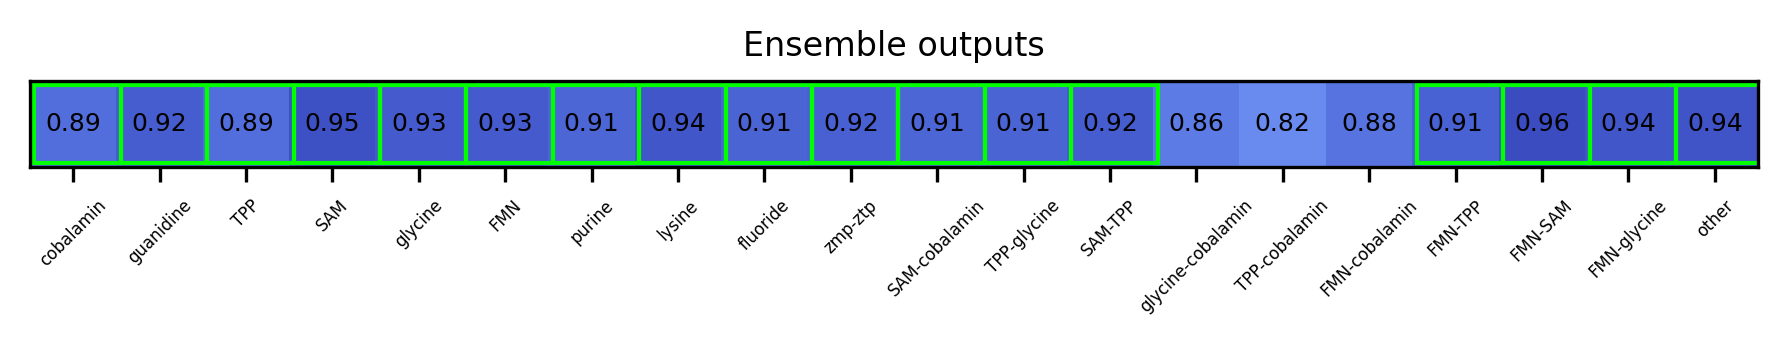 Ensemble outputs
0.89 0.92 0.89 0.95 0.93 0.93 0.91 0.94 0.91 0.92 0.91 0.91 0.92 0.86 0.82 0.88 0.91 0.96 0.94 0.94
cobalamin guanidine TPP SAM glycine FMN purine lysine fluoride zmp-ztp SAM-cobalamin TPP-glycine SAM-TPP glycine-cobalamin TPP-cobalamin FMN-cobalamin FMN-TPP FMN-SAM FMN-glycine other